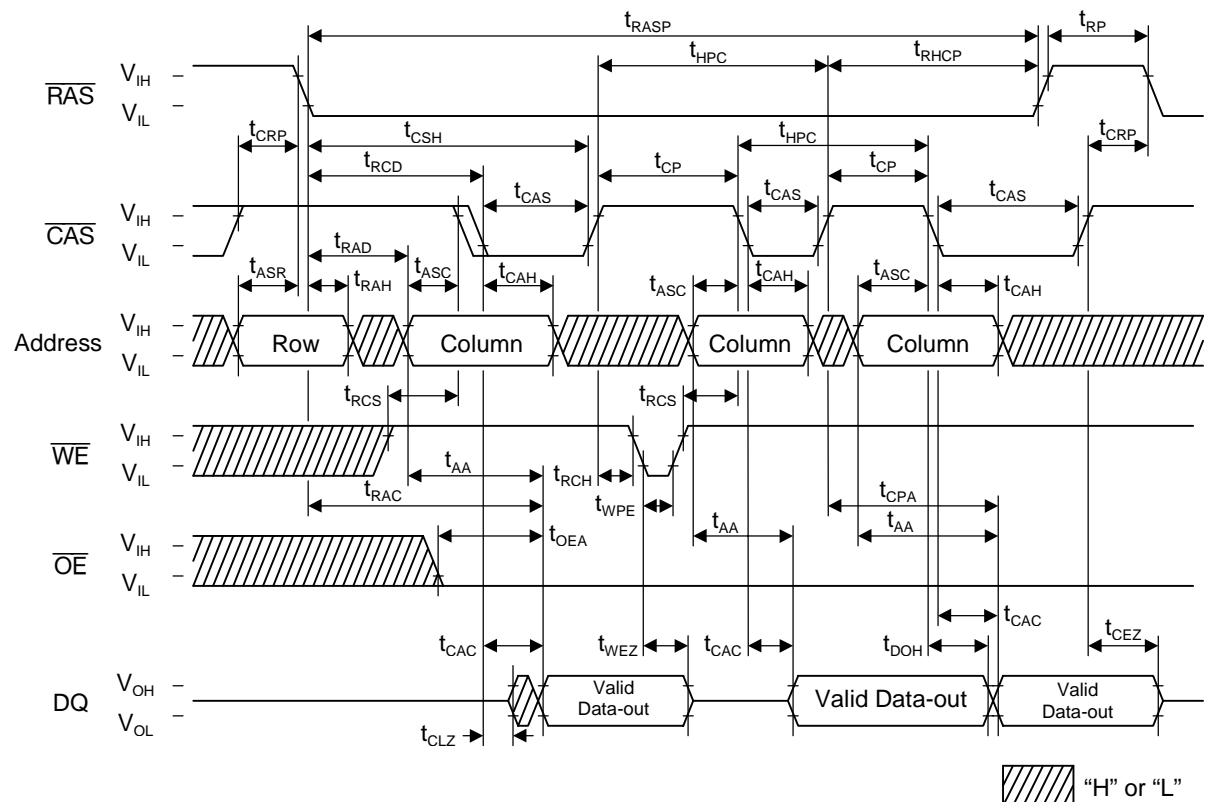 tRASP
tRP
tHPC
tRHCP
RAS
VIH
VIL
tCRP
tCSH
tHPC
tCRP
tRCD
tCP
tCP
tCAS
tCAS
tCAS
CAS
VIH
VIL
tRAD
tASR
tRAH
tASC
tCAH
tASC
tCAH
tASC
tCAH
Address
VIH
VIL
Row
Column
Column
Column
tRCS
tRCS
WE
VIH
VIL
tAA
tRCH
tRAC
tWPE
tCPA
tOEA
tAA
tAA
OE
VIH
VIL
tCAC
tCAC
tWEZ
tCAC
tDOH
tCEZ
DQ
VOH
VOL
Valid
Data-out
Valid Data-out
Valid
Data-out
tCLZ
“H” or “L”